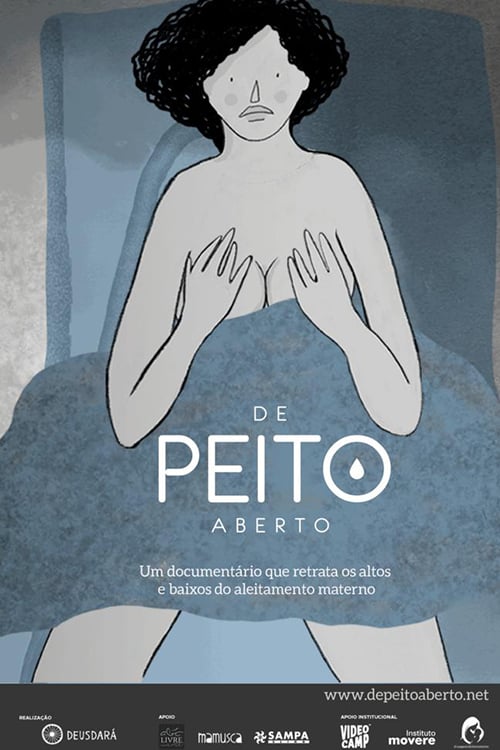 DE
PEITO
ABERTO
Um documentário que retrata os altos
e baixos do aleitamento materno
www.depeitoaberto.net
REALIZAÇÃO
APOIO
APOIO INSTITUCIONAL
DEUSDARÁ
LIVRE
mamusca
SAMPA
VIDEO
CAMP
Instituto
movere